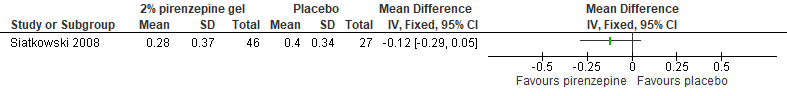 2% pirenzepine gel Placebo Mean Difference Mean Difference
Study or Subgroup Mean SD Total Mean SD Total IV, Fixed, 95% CI IV, Fixed, 95% CI
Siatkowski 2008 0.28 0.37 46 0.4 0.34 27 -0.12 [-0.29, 0.05]
-0.5 -0.25 0 0.25 0.5
Favours pirenzepine Favours placebo